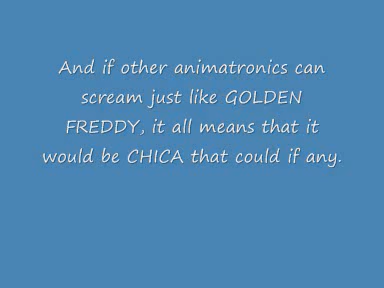 And if other animatronics can
scream just like GOLDEN
FREDDY, it all means that it
would be CHICA that could if any.